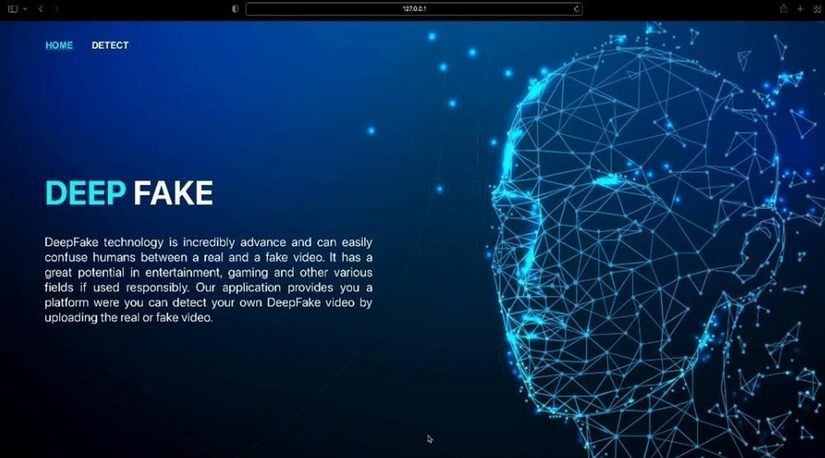 127.0.0.1
HOME DETECT
DEEP FAKE
DeepFake technology is incredibly advance and can easily
confuse humans between a real and a fake video. It has a
great potential in entertainment, gaming and other various
fields if used responsibly. Our application provides you a
platform were you can detect your own DeepFake video by
uploading the real or fake video.